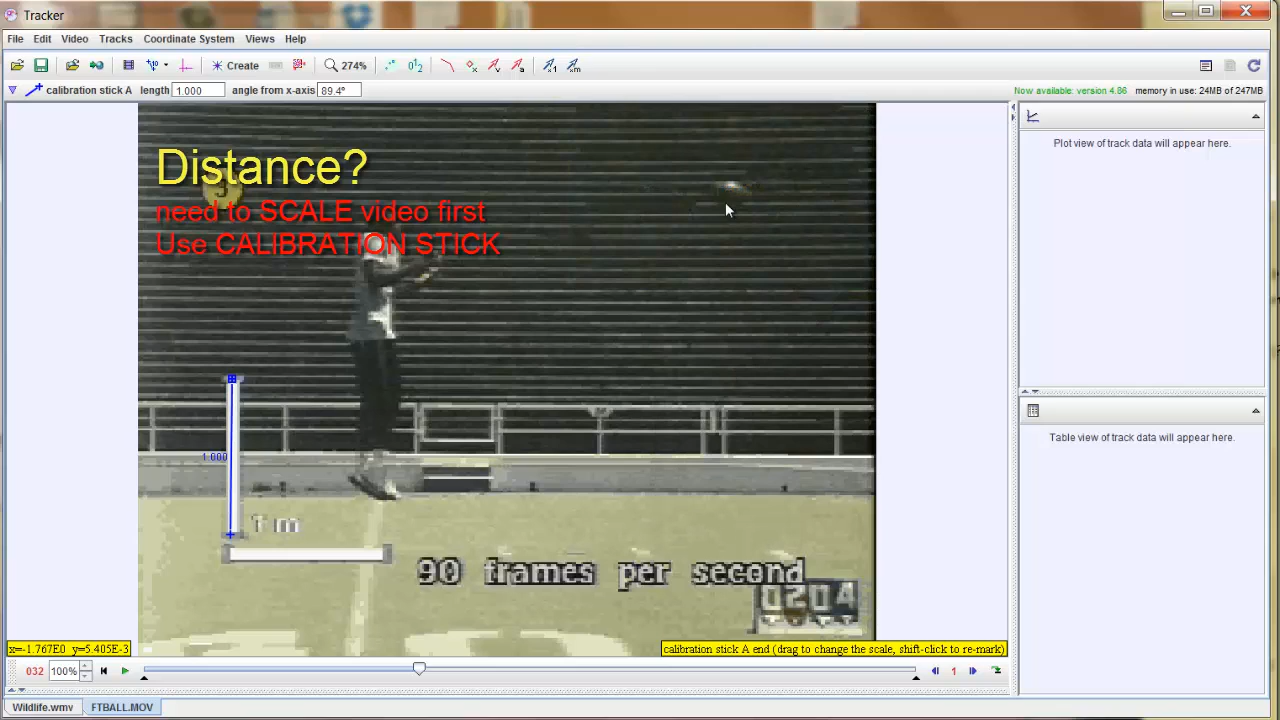 Tracker
File Edit Video Tracks Coordinate System Views Help
Create 274%
calibration stick A length 1.000 angle from x-axis 89.4°
Now available: version 4.86 memory in use: 24MB of 247MB
Plot view of track data will appear here.
Distance?
need to SCALE video first
Use CALIBRATION STICK
Table view of track data will appear here.
1.000
1 m
90 frames per second
0204
x=-1.767E0 y=5.405E-3
calibration stick A end (drag to change the scale, shift-click to re-mark)
032 100% 1
Wildlife.wmv FTBALL.MOV